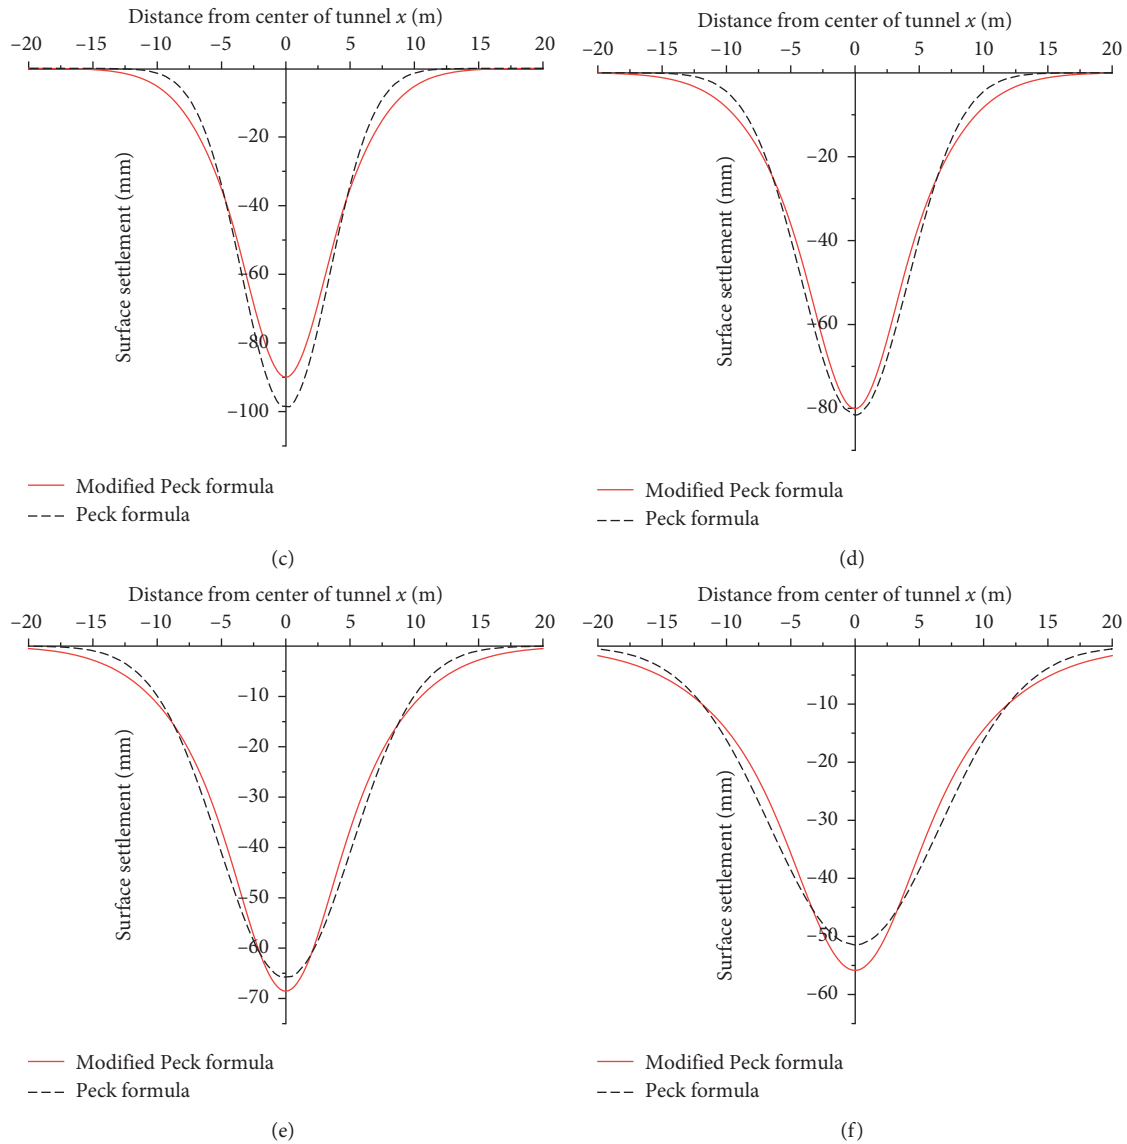 Distance from center of tunnel x (m)
–20 –15 –10 –5 0 5 10 15 20
–20
–40
–60
–80
–100
Surface settlement (mm)
Modified Peck formula
Peck formula
(c)
Distance from center of tunnel x (m)
–20 –15 –10 –5 0 5 10 15 20
–20
–40
–60
–80
Surface settlement (mm)
Modified Peck formula
Peck formula
(d)
Distance from center of tunnel x (m)
–20 –15 –10 –5 0 5 10 15 20
–10
–20
–30
–40
–50
–60
–70
Surface settlement (mm)
Modified Peck formula
Peck formula
(e)
Distance from center of tunnel x (m)
–20 –15 –10 –5 0 5 10 15 20
–10
–20
–30
–40
–50
–60
Surface settlement (mm)
Modified Peck formula
Peck formula
(f)